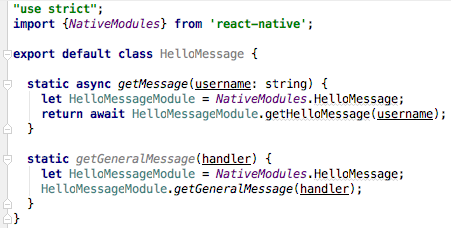 "use strict";
import {NativeModules} from 'react-native';
export default class HelloMessage {
static async getMessage(username: string) {
let HelloMessageModule = NativeModules.HelloMessage;
return await HelloMessageModule.getHelloMessage(username);
}
static getGeneralMessage(handler) {
let HelloMessageModule = NativeModules.HelloMessage;
HelloMessageModule.getGeneralMessage(handler);
}
}